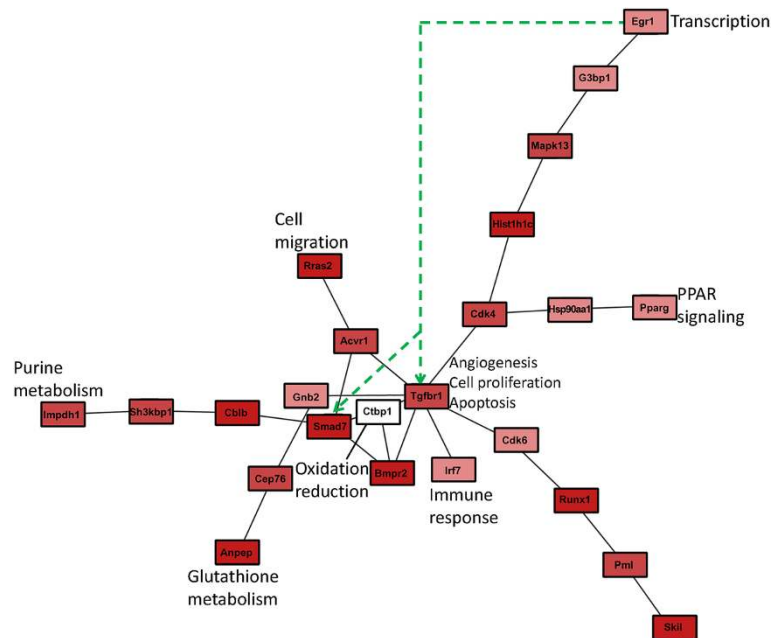 Egr1
Transcription
G3bp1
Mapk13
Hist1h1c
Cell
migration
Rras2
Cdk4
Hsp90aa1
Pparg
PPAR
signaling
Acvr1
Angiogenesis
Cell proliferation
Apoptosis
Purine
metabolism
Gnb2
Tgfbr1
Impdh1
Sh3kbp1
Cblb
Ctbp1
Smad7
Cdk6
Oxidation
reduction
Bmpr2
Irf7
Immune
response
Cep76
Runx1
Anpep
Glutathione
metabolism
Pml
Skil